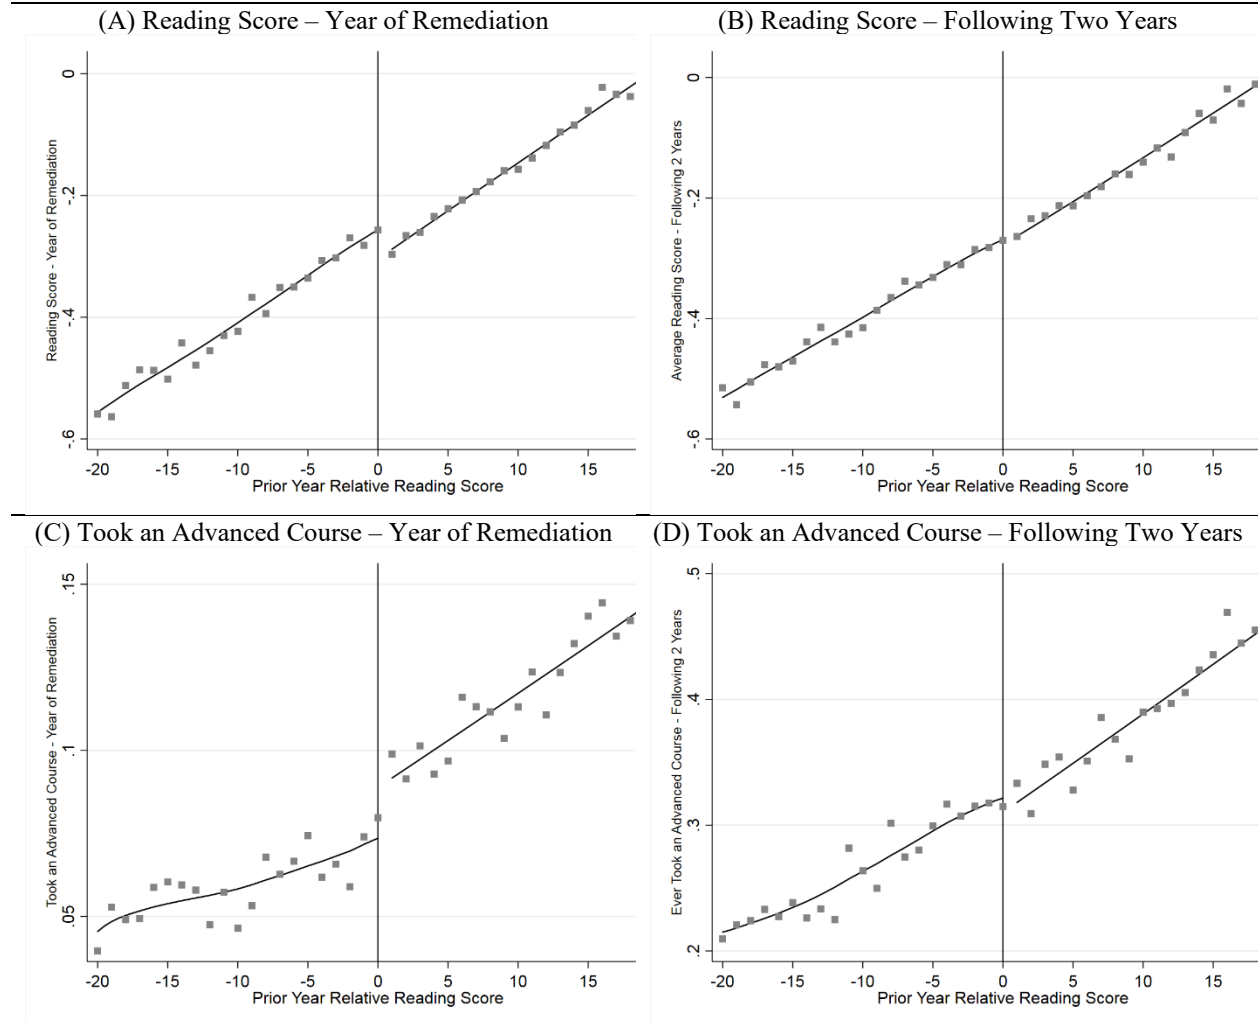 (A) Reading Score – Year of Remediation
0
-.2
-.4
-.6
Reading Score - Year of Remediation
-20 -15 -10 -5 0 5 10 15
Prior Year Relative Reading Score
(B) Reading Score – Following Two Years
0
-.2
-.4
-.6
Average Reading Score - Following 2 Years
-20 -15 -10 -5 0 5 10 15
Prior Year Relative Reading Score
(C) Took an Advanced Course – Year of Remediation
.15
.1
.05
Took an Advanced Course - Year of Remediation
-20 -15 -10 -5 0 5 10 15
Prior Year Relative Reading Score
(D) Took an Advanced Course – Following Two Years
.5
.4
.3
.2
Ever Took an Advanced Course - Following 2 Years
-20 -15 -10 -5 0 5 10 15
Prior Year Relative Reading Score